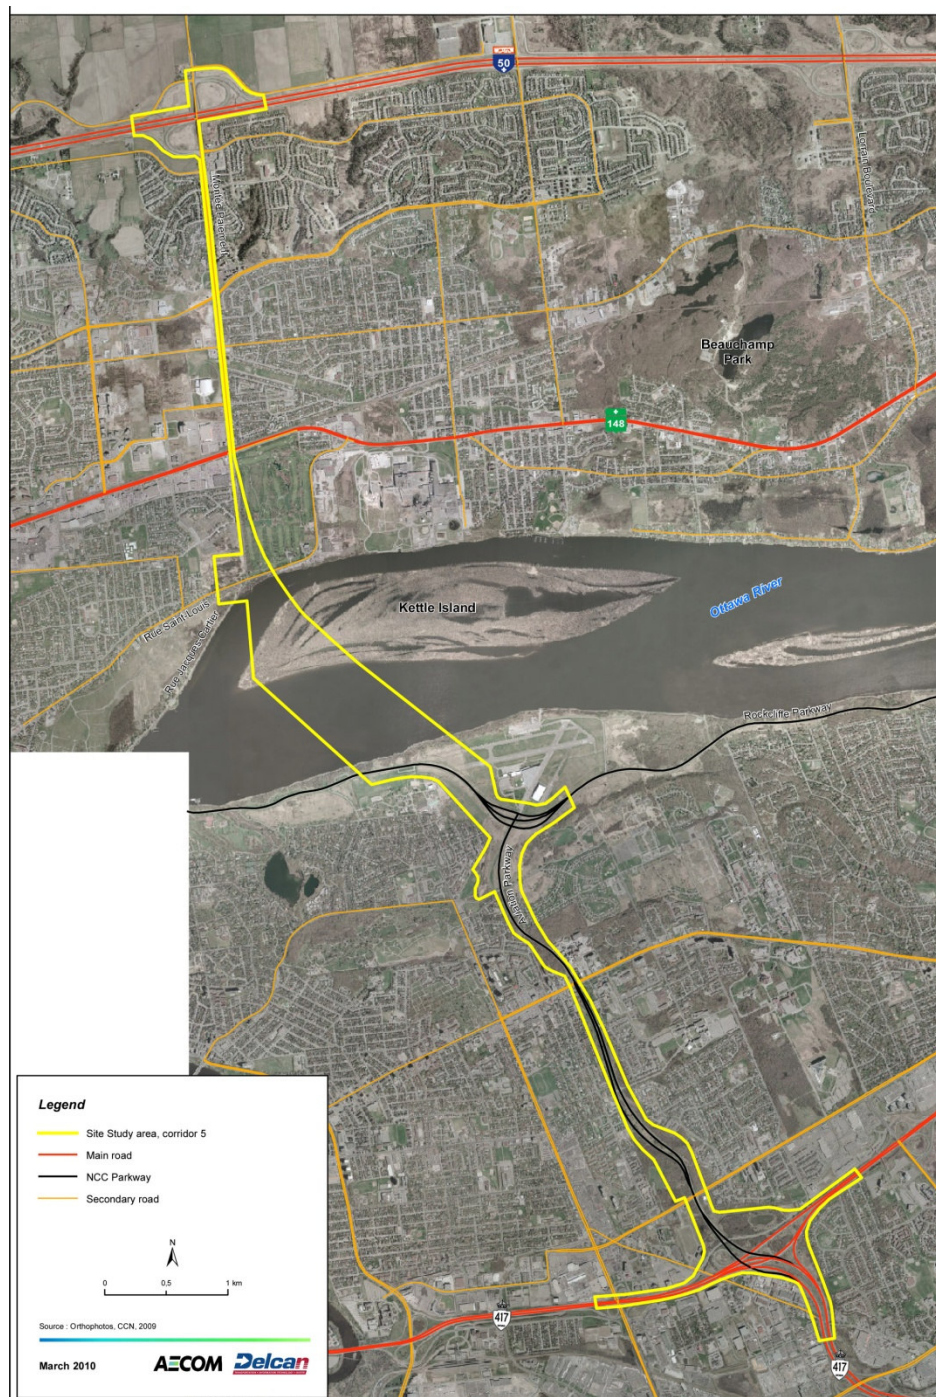 50
Montée Paiement
Lorrain Boulevard
Beauchamp
Park
148
Kettle Island
Ottawa River
Rue Saint-Louis
Rue Jacques-Cartier
Rockcliffe Parkway
Aviation Parkway
417
417
Legend
Site Study area, corridor 5
Main road
NCC Parkway
Secondary road
N
0 0,5 1 km
Source : Orthophotos, CCN, 2009
March 2010 AECOM Delcan